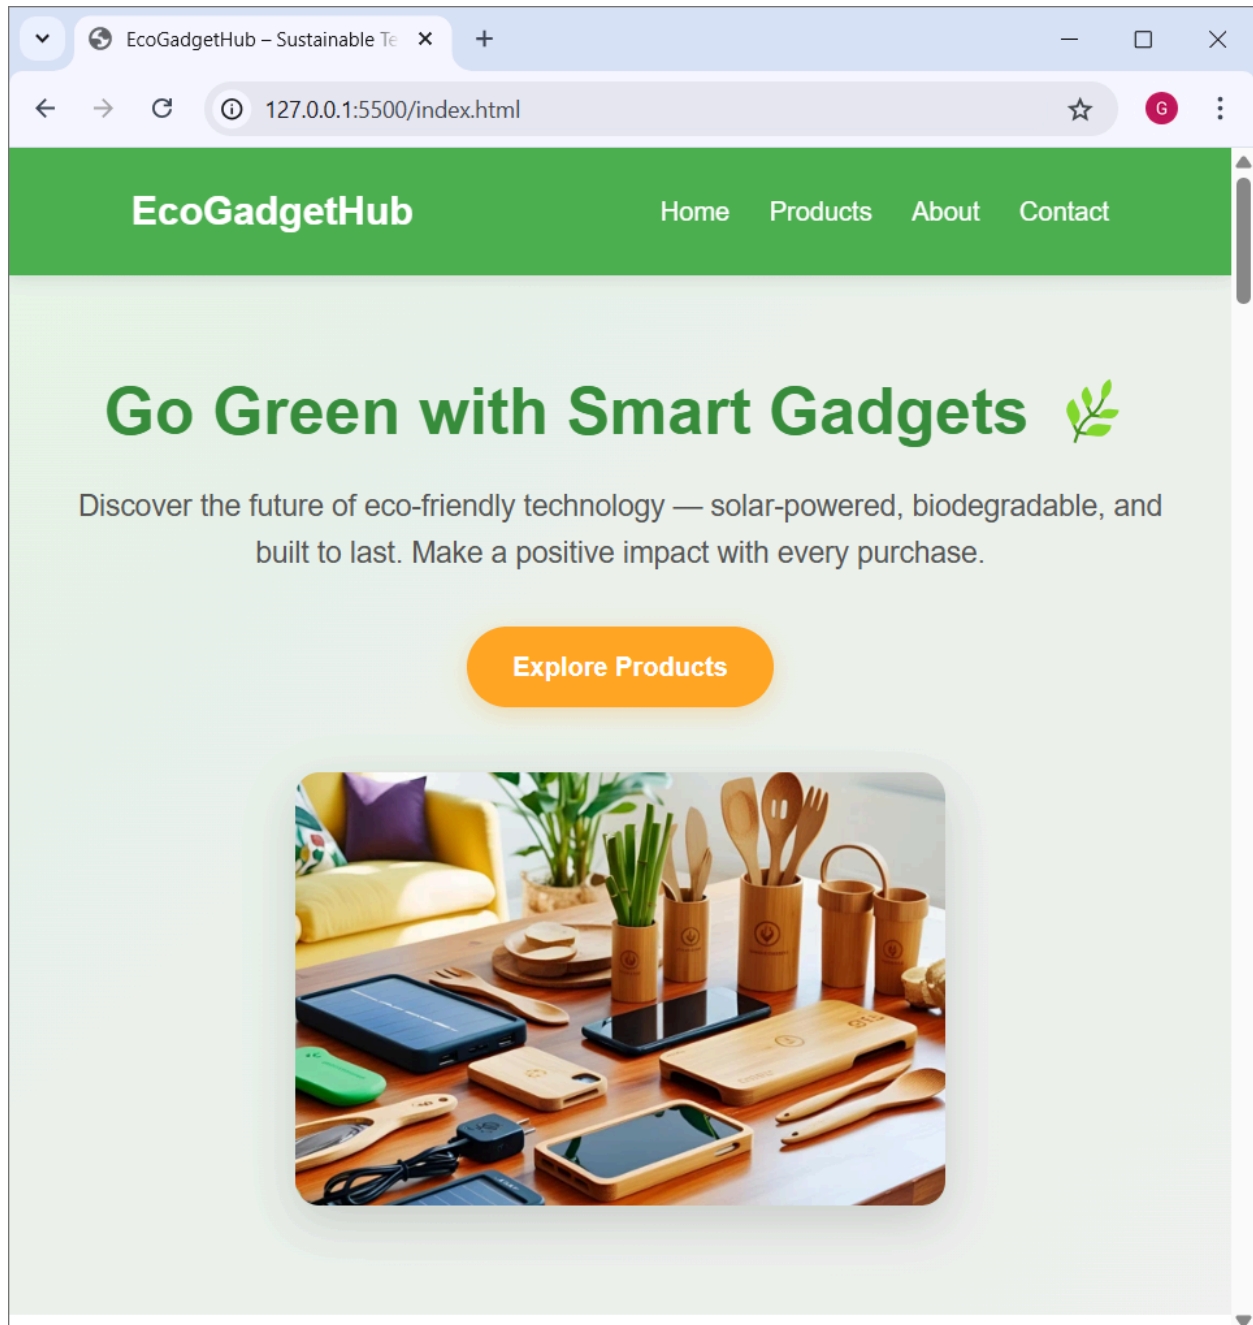 EcoGadgetHub – Sustainable Te
127.0.0.1:5500/index.html
G
EcoGadgetHub
Home Products About Contact
Go Green with Smart Gadgets 🌿
Discover the future of eco-friendly technology — solar-powered, biodegradable, and
built to last. Make a positive impact with every purchase.
Explore Products